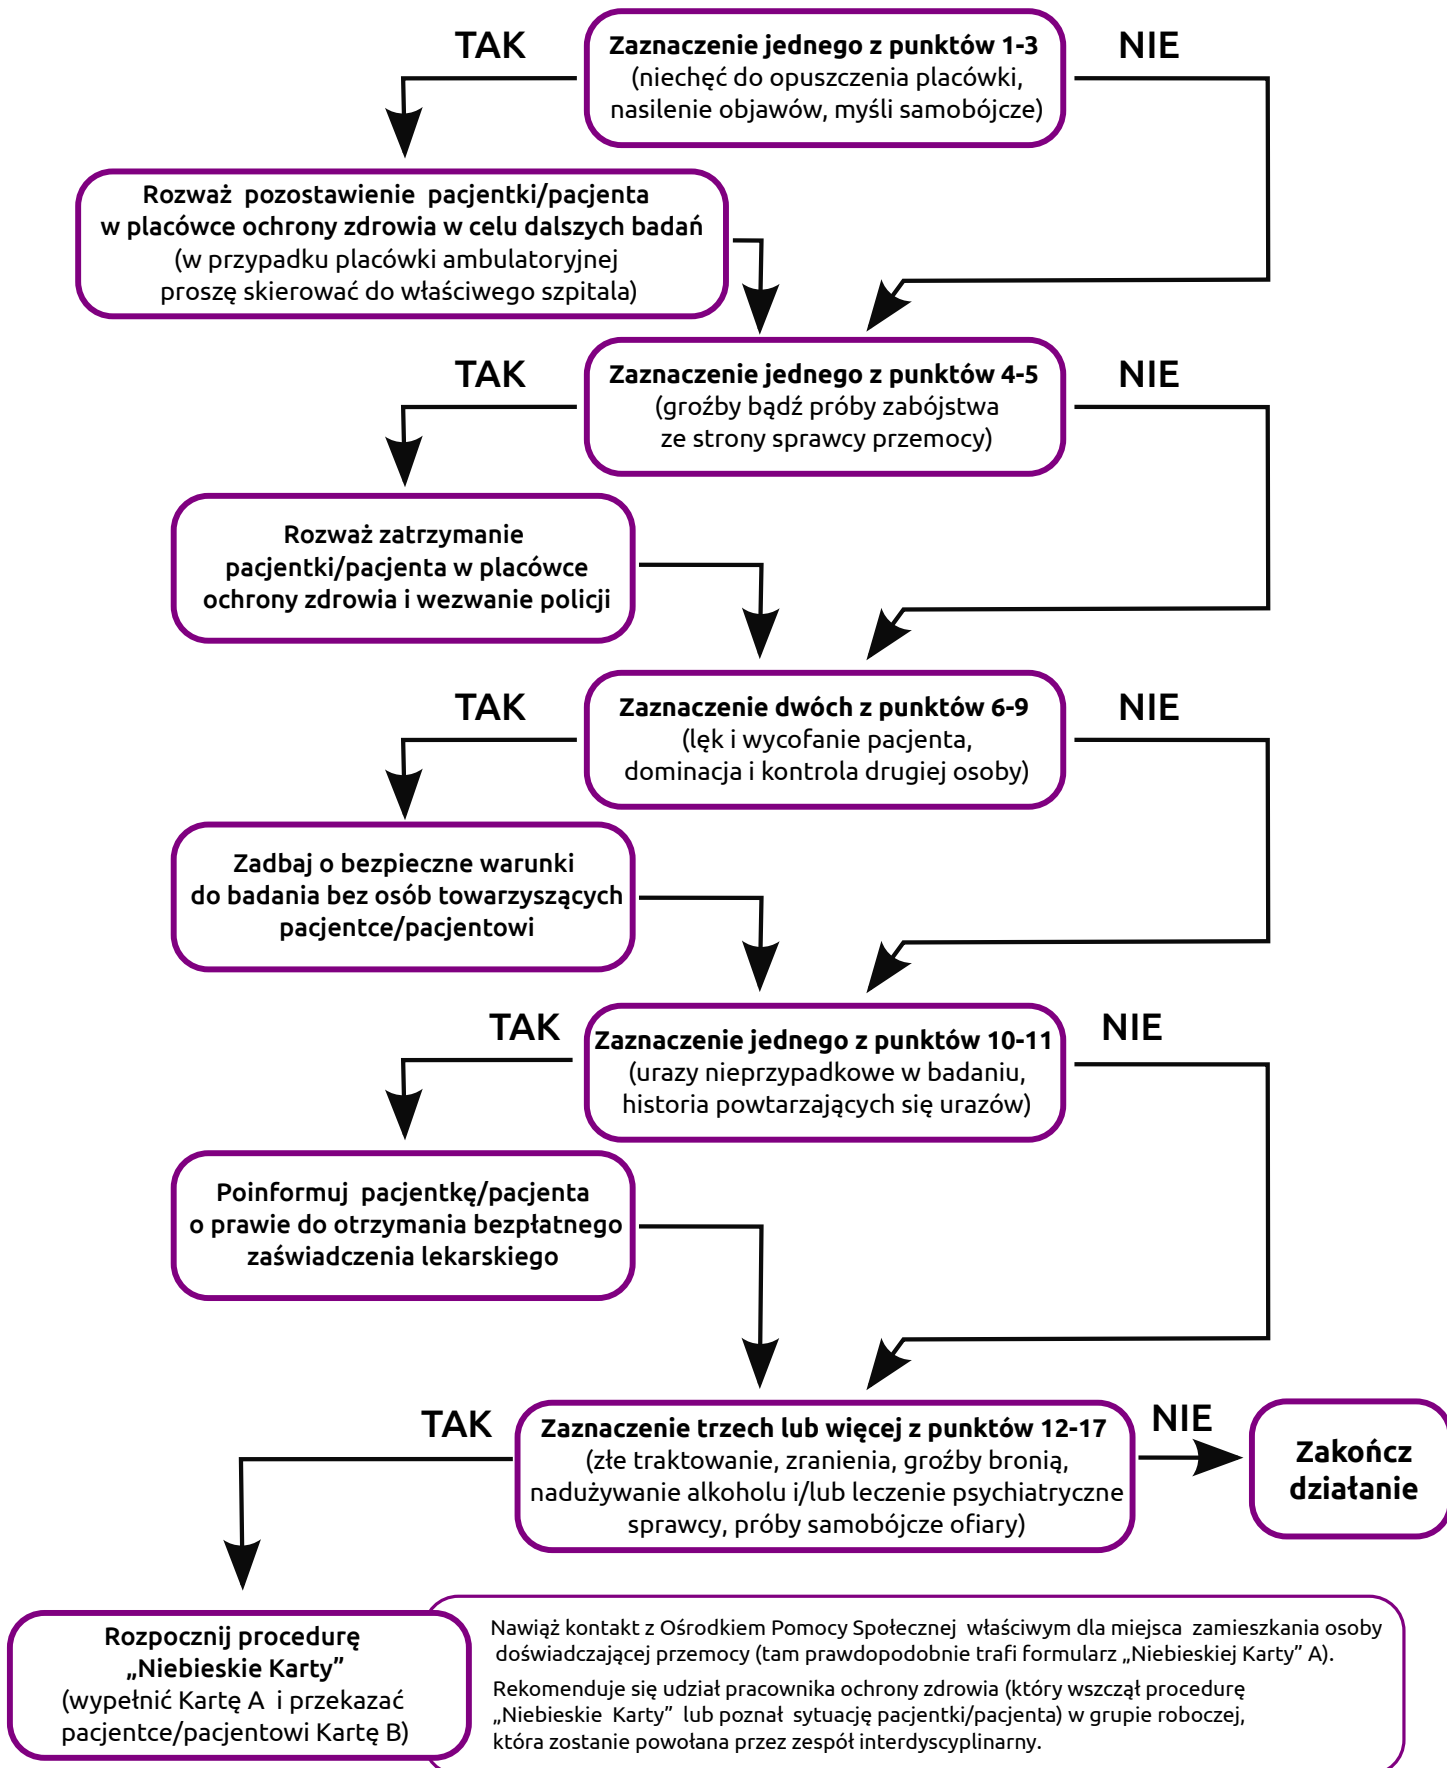 TAK
Zaznaczenie jednego z punktów 1-3
(niechęć do opuszczenia placówki,
nasilenie objawów, myśli samobójcze)
NIE
Rozważ pozostawienie pacjentki/pacjenta
w placówce ochrony zdrowia w celu dalszych badań
(w przypadku placówki ambulatoryjnej
proszę skierować do właściwego szpitala)
TAK
Zaznaczenie jednego z punktów 4-5
(groźby bądź próby zabójstwa
ze strony sprawcy przemocy)
NIE
Rozważ zatrzymanie
pacjentki/pacjenta w placówce
ochrony zdrowia i wezwanie policji
TAK
Zaznaczenie dwóch z punktów 6-9
(lęk i wycofanie pacjenta,
dominacja i kontrola drugiej osoby)
NIE
Zadbaj o bezpieczne warunki
do badania bez osób towarzyszących
pacjentce/pacjentowi
TAK
Zaznaczenie jednego z punktów 10-11
(urazy nieprzypadkowe w badaniu,
historia powtarzających się urazów)
NIE
Poinformuj pacjentkę/pacjenta
o prawie do otrzymania bezpłatnego
zaświadczenia lekarskiego
TAK
Zaznaczenie trzech lub więcej z punktów 12-17
(złe traktowanie, zranienia, groźby bronią,
nadużywanie alkoholu i/lub leczenie psychiatryczne
sprawcy, próby samobójcze ofiary)
NIE
Zakończ
działanie
Rozpocznij procedurę
„Niebieskie Karty”
(wypełnić Kartę A i przekazać
pacjentce/pacjentowi Kartę B)
Nawiąż kontakt z Ośrodkiem Pomocy Społecznej właściwym dla miejsca zamieszkania osoby
doświadczającej przemocy (tam prawdopodobnie trafi formularz „Niebieskiej Karty” A).
Rekomenduje się udział pracownika ochrony zdrowia (który wszczął procedurę
„Niebieskie Karty” lub poznał sytuację pacjentki/pacjenta) w grupie roboczej,
która zostanie powołana przez zespół interdyscyplinarny.